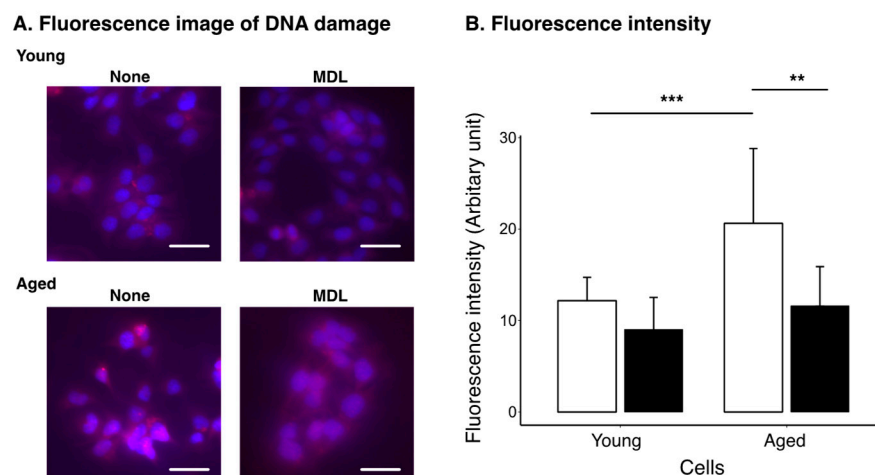 A. Fluorescence image of DNA damage
Young
None
MDL
Aged
None
MDL
B. Fluorescence intensity
***
**
Fluorescence intensity (Arbitary unit)
30
20
10
0
Young
Aged
Cells